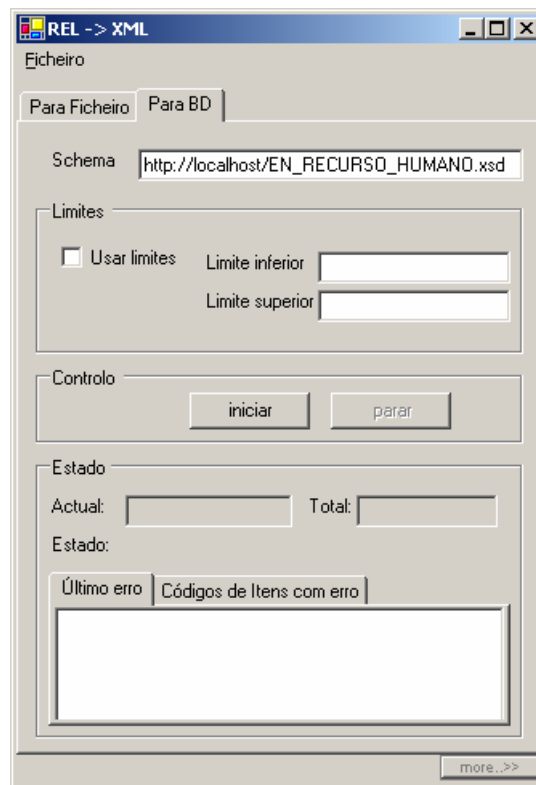 REL -> XML
Ficheiro
Para Ficheiro Para BD
Schema http://localhost/EN_RECURSO_HUMANO.xsd
Limites
Usar limites Limite inferior
Limite superior
Controlo
iniciar parar
Estado
Actual: Total:
Estado:
Último erro Códigos de Itens com erro
more..>>